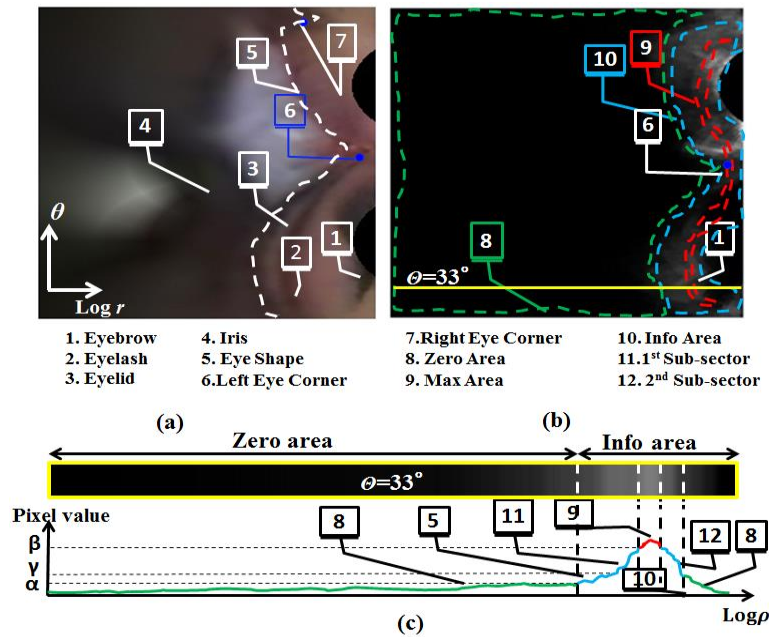 5
7
10
9
6
6
4
3
8
1
2
1
θ
Log r
Θ=33°
1. Eyebrow
2. Eyelash
3. Eyelid
4. Iris
5. Eye Shape
6.Left Eye Corner
7.Right Eye Corner
8. Zero Area
9. Max Area
10. Info Area
11.1st Sub-sector
12. 2nd Sub-sector
(a)
(b)
Zero area
Info area
Θ=33°
Pixel value
8
5
11
9
12
8
10
β
γ
α
Logρ
(c)